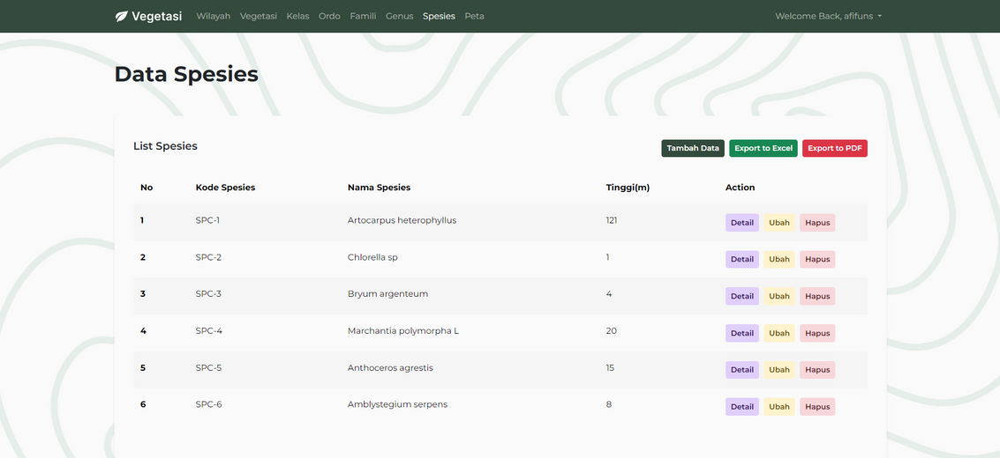 Vegetasi Wilayah Vegetasi Kelas Ordo Famili Genus Spesies Peta Welcome Back, afifuns
Data Spesies
List Spesies Tambah Data Export to Excel Export to PDF
No Kode Spesies Nama Spesies Tinggi(m) Action
1 SPC-1 Artocarpus heterophyllus 121 Detail Ubah Hapus
2 SPC-2 Chlorella sp 1 Detail Ubah Hapus
3 SPC-3 Bryum argenteum 4 Detail Ubah Hapus
4 SPC-4 Marchantia polymorpha L 20 Detail Ubah Hapus
5 SPC-5 Anthoceros agrestis 15 Detail Ubah Hapus
6 SPC-6 Amblystegium serpens 8 Detail Ubah Hapus